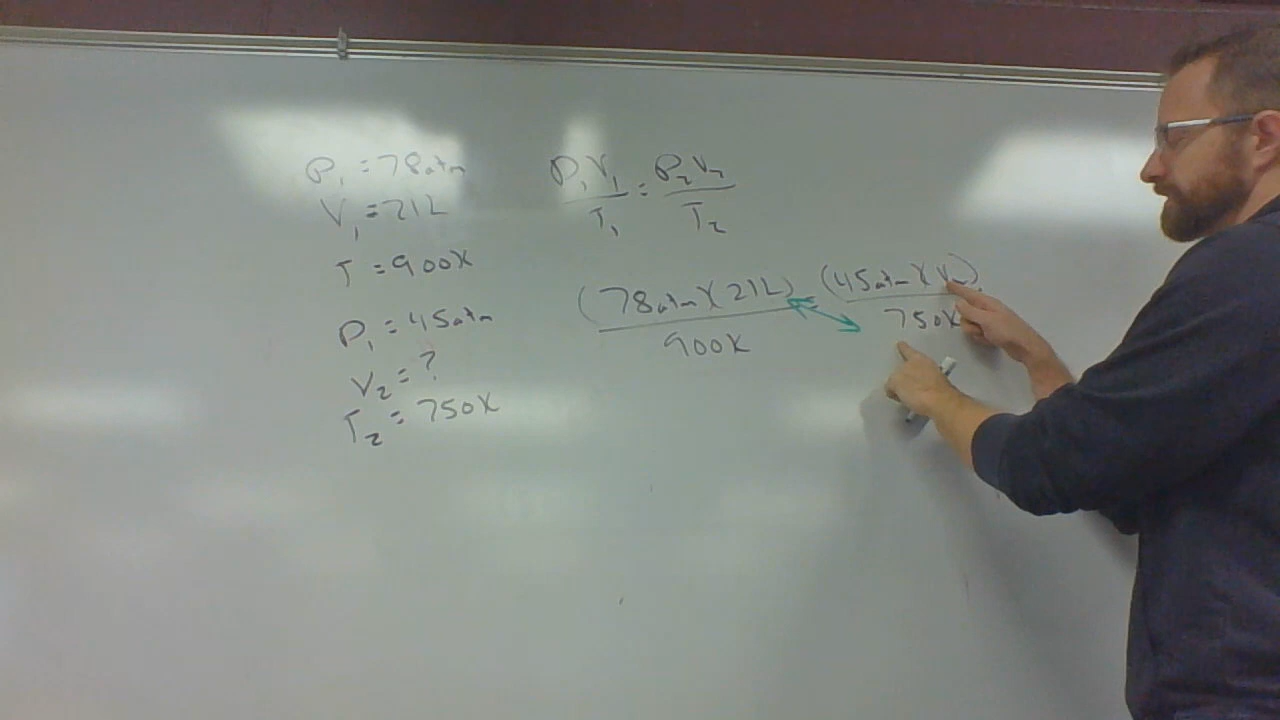 P₁ = 78atm
V₁ = 21L
T = 900K
P₁ = 45atm
V₂ = ?
T₂ = 750K
P₁V₁/T₁ = P₂V₂/T₂
(78atm)(21L)/900K = (45atm)(V₂)/750K